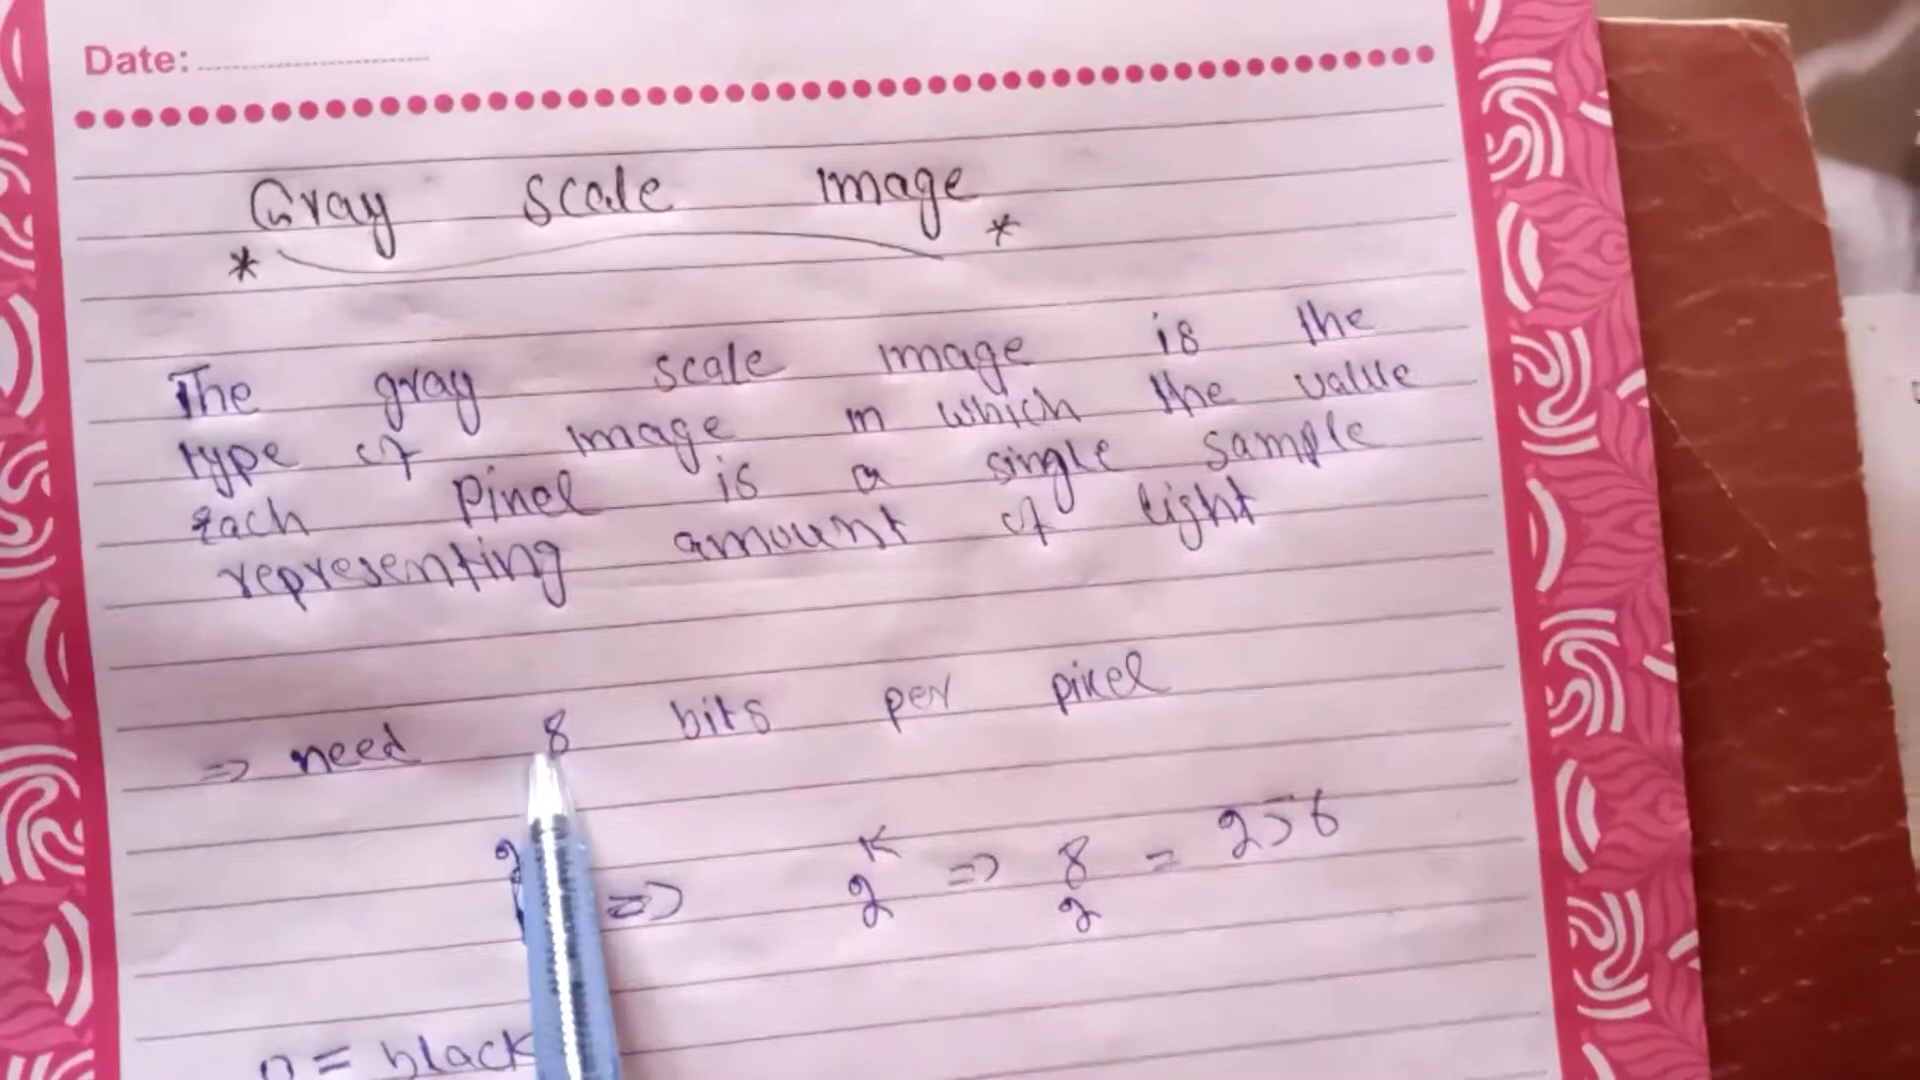 Date:
Gray scale image
The gray scale image is the
type of image in which the value
each pixel is a single sample
representing amount of light
=> need 8 bits per pixel
=> 2^K => 2^8 = 256
0 = black